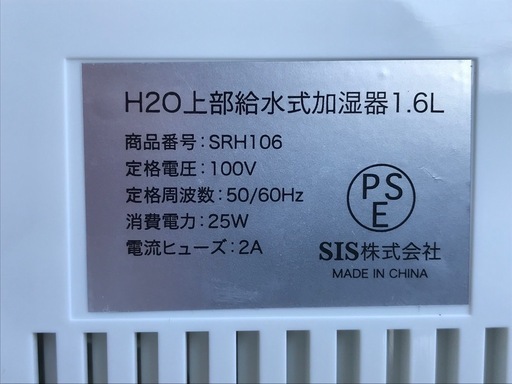 H2O上部給水式加湿器1.6L
商品番号:SRH106
定格電圧:100V
定格周波数:50/60Hz
消費電力:25W
電流ヒューズ:2A
PS
E
SIS株式会社
MADE IN CHINA